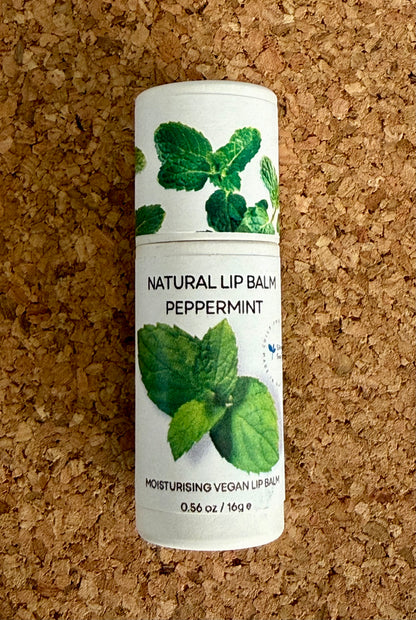 NATURAL LIP BALM
PEPPERMINT
MOISTURISING VEGAN LIP BALM
0.56 oz / 16g e